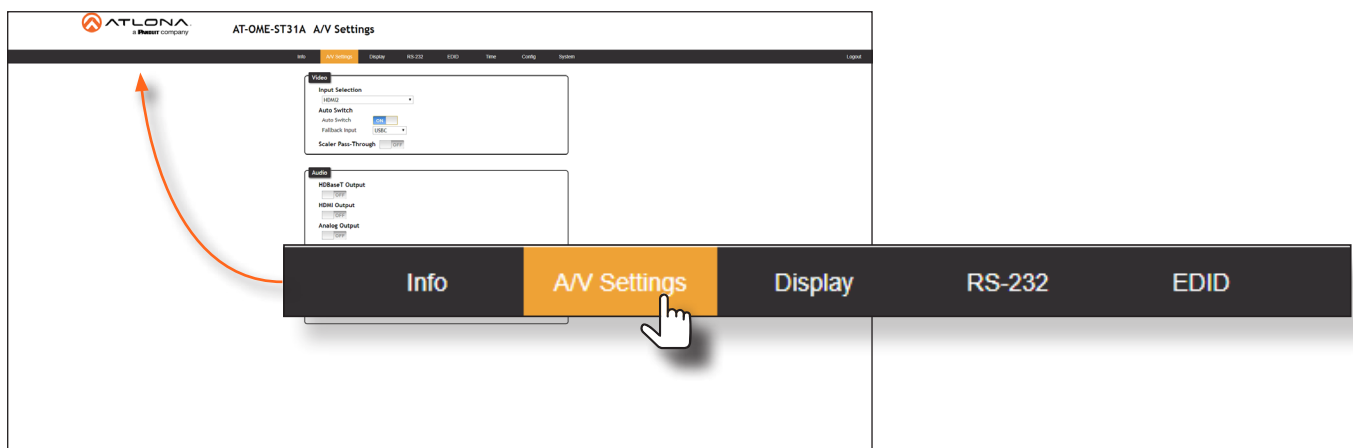 ATLONA
a PANDUIT company
AT-OME-ST31A A/V Settings
Info A/V Settings Display RS-232 EDID Time Config System Logout
Video
Input Selection
HDMI2
Auto Switch
Auto Switch ON
Fallback Input USBC
Scaler Pass-Through OFF
Audio
HDBaseT Output
OFF
HDMI Output
OFF
Analog Output
OFF
Info A/V Settings Display RS-232 EDID